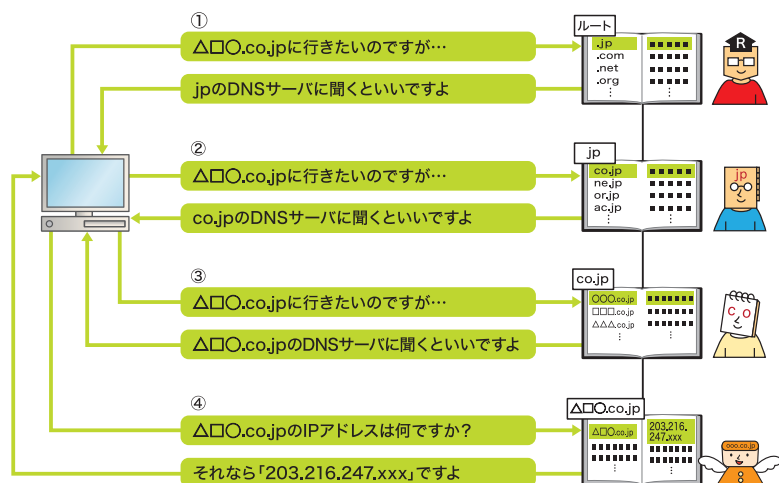 ①
△□○.co.jpに行きたいのですが…
jpのDNSサーバに聞くといいですよ
ルート
.jp
.com
.net
.org
R
②
△□○.co.jpに行きたいのですが…
co.jpのDNSサーバに聞くといいですよ
jp
co.jp
ne.jp
or.jp
ac.jp
jp
③
△□○.co.jpに行きたいのですが…
△□○.co.jpのDNSサーバに聞くといいですよ
co.jp
○○○.co.jp
□□□.co.jp
△△△.co.jp
co
④
△□○.co.jpのIPアドレスは何ですか?
それなら「203.216.247.xxx」ですよ
△□○.co.jp
△□○.co.jp
203.216.
247.xxx
ooo.co.jp